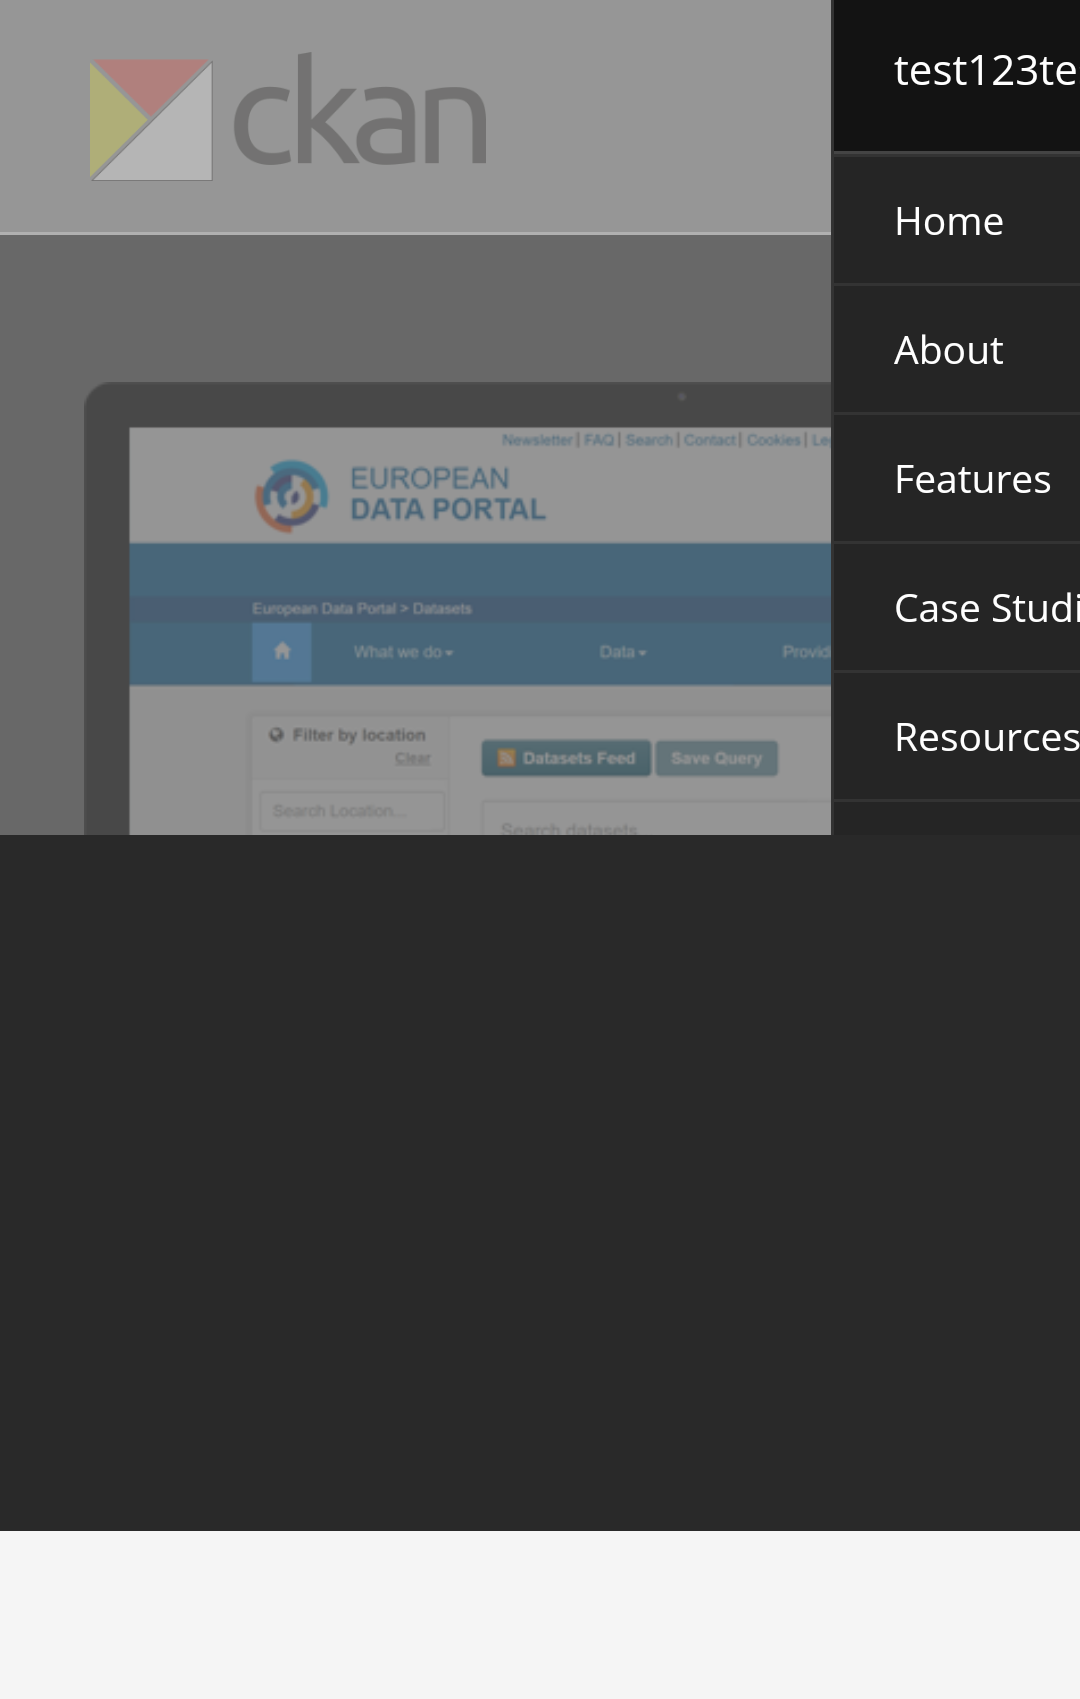 ckan
test123te
Home
About
Features
Case Studi
Resources
Newsletter | FAQ | Search | Contact | Cookies | Le
EUROPEAN
DATA PORTAL
European Data Portal > Datasets
What we do Data Provid
Filter by location
Clear
Search Location...
Datasets Feed Save Query
Search datasets